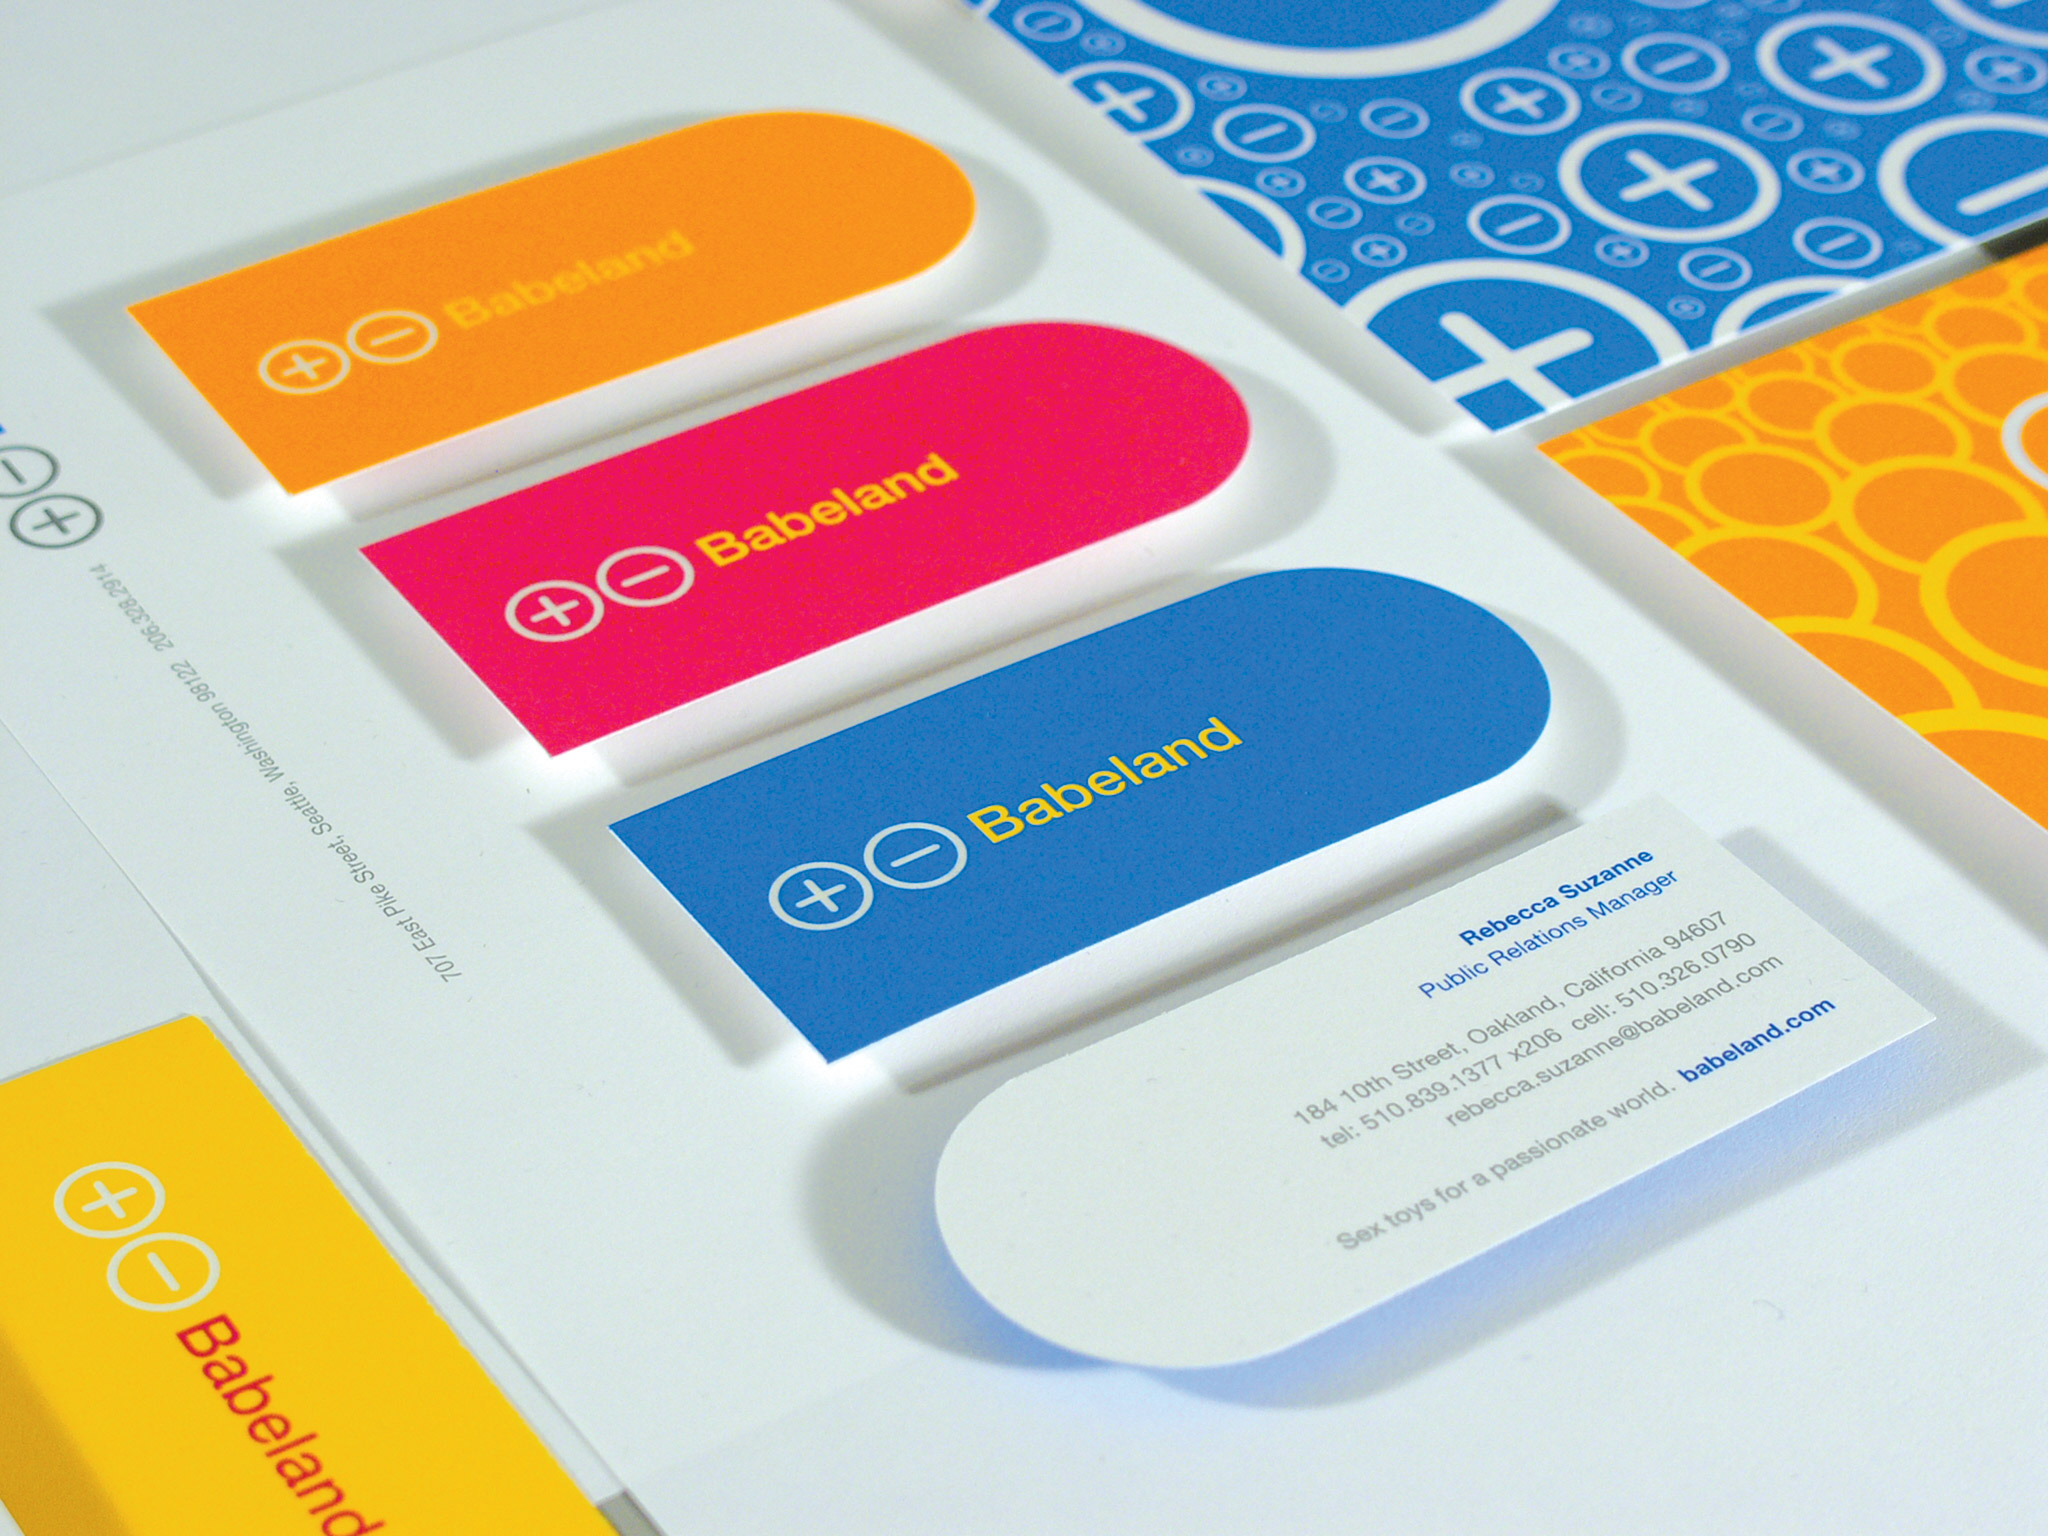 Babeland
Babeland
Babeland
Rebecca Suzanne
Public Relations Manager
184 10th Street, Oakland, California 94607
tel: 510.839.1377 x206 cell: 510.326.0790
rebecca.suzanne@babeland.com
Sex toys for a passionate world. babeland.com
707 East Pike Street, Seattle, Washington 98122 206.328.2914
Babeland